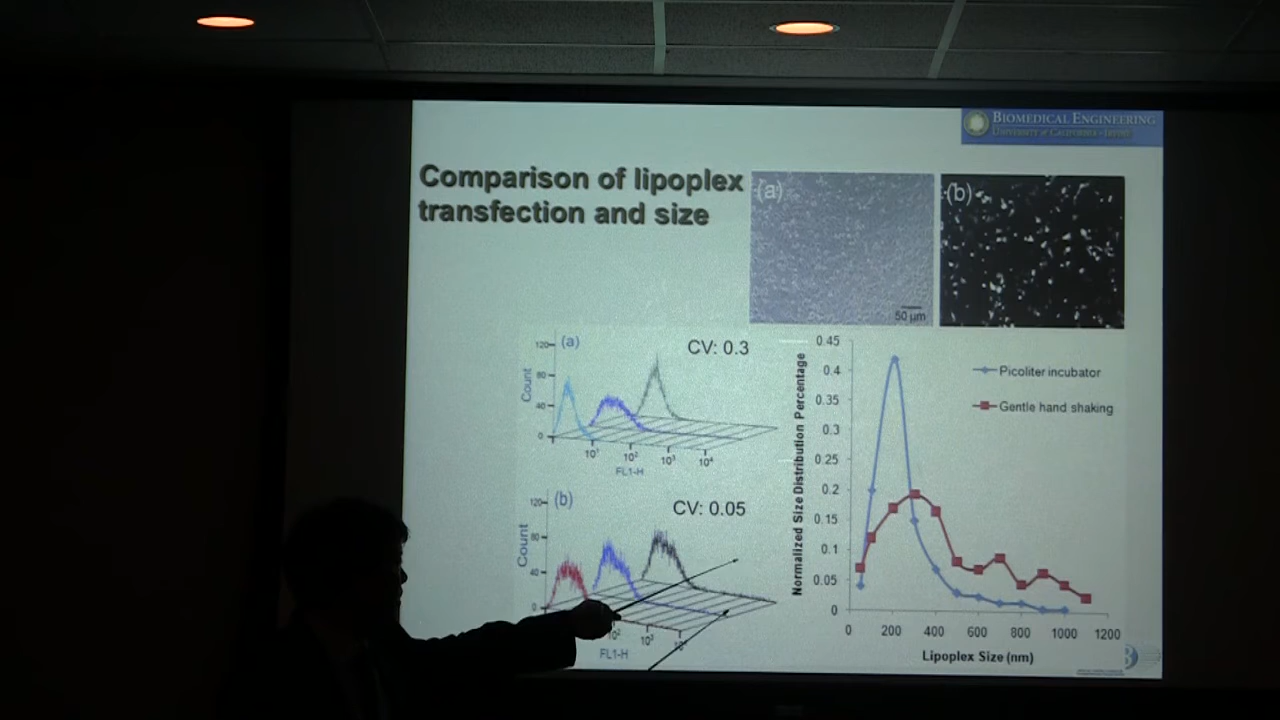 BIOMEDICAL ENGINEERING
UNIVERSITY of CALIFORNIA • IRVINE
Comparison of lipoplex
transfection and size
(a)
50 µm
(b)
(a)
CV: 0.3
120
80
40
0
Count
10¹
10²
10³
10⁴
FL1-H
(b)
CV: 0.05
120
80
40
0
Count
10²
10³
FL1-H
Normalized Size Distribution Percentage
0.45
0.4
0.35
0.3
0.25
0.2
0.15
0.1
0.05
0
Picoliter incubator
Gentle hand shaking
0
200
400
600
800
1000
1200
Lipoplex Size (nm)